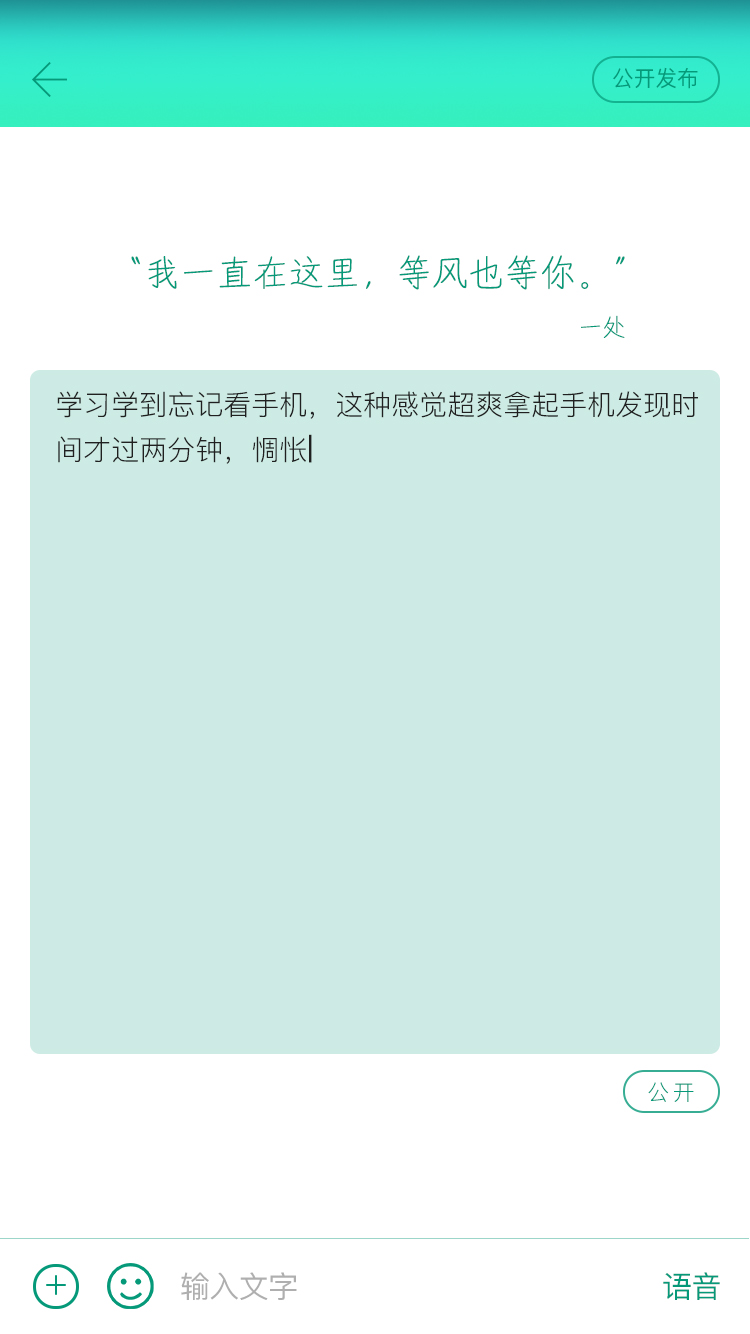 公开发布
“我一直在这里，等风也等你。”
一处
学习学到忘记看手机，这种感觉超爽拿起手机发现时
间才过两分钟，惆怅
公开
输入文字 语音